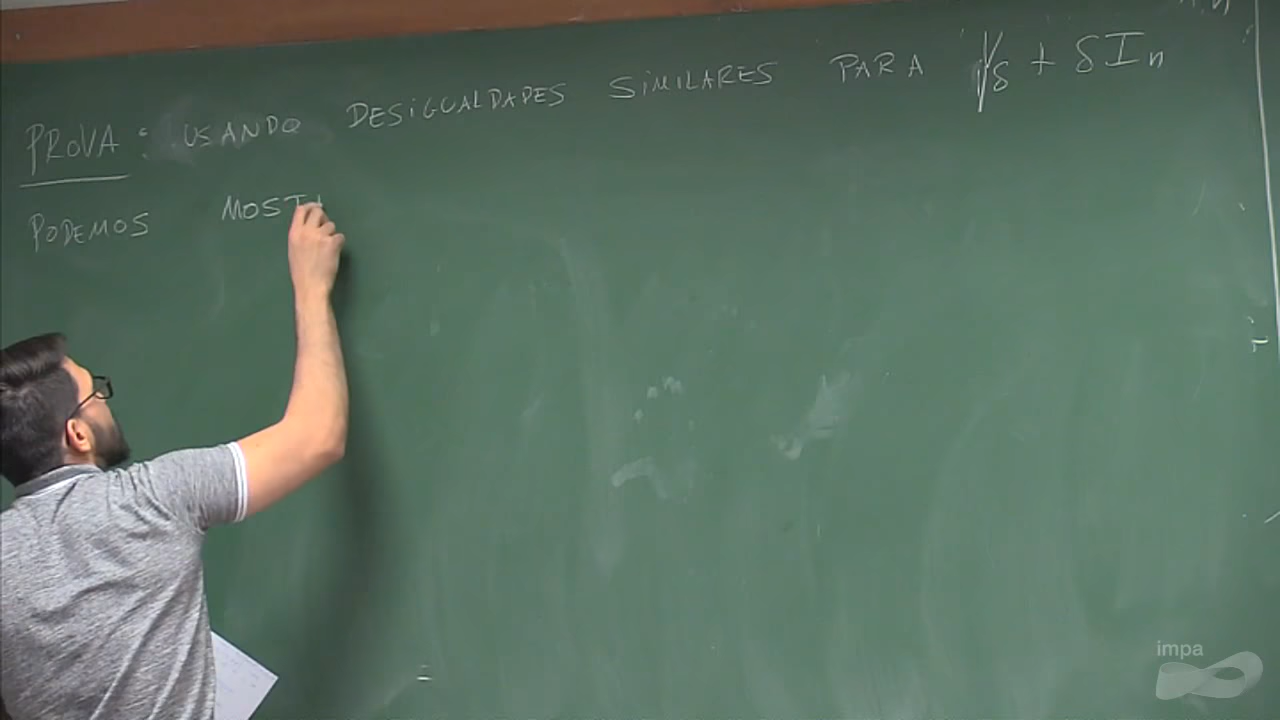 PROVA: USANDO DESIGUALDADES SIMILARES PARA + δIn
PODEMOS MOST
impa